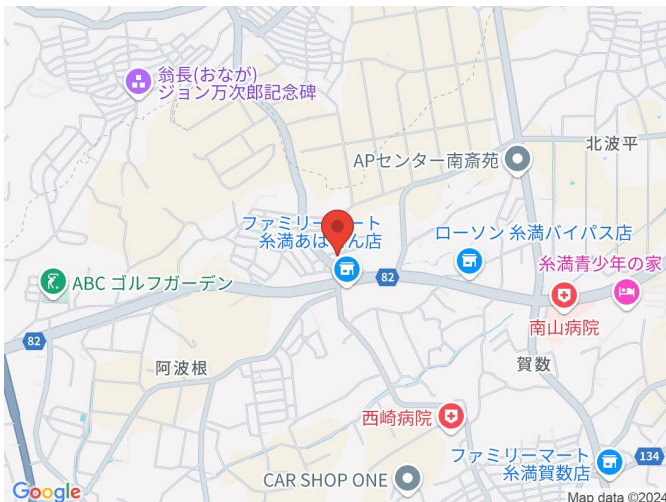 翁長(おなが)
ジョン万次郎記念碑
北波平
APセンター南斎苑
ファミリーマート
ローソン 糸満バイパス店
糸満青少年の家
ABC ゴルフガーデン
82
南山病院
82
阿波根
賀数
西崎病院
ファミリーマート
糸満賀数店
134
CAR SHOP ONE
Google
Map data ©2024